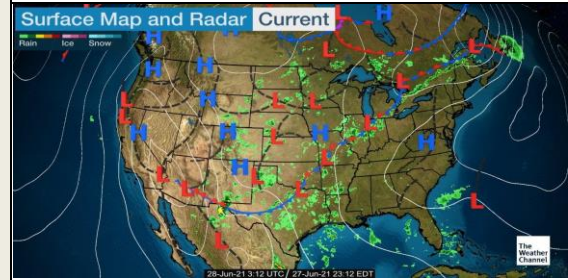 Surface Map and Radar Current
Rain Ice Snow
L H
H
H L L
H H L
L H L L
L L
H H L H H
L
H
L L
L L
L
L
The
Weather
Channel
28-Jun-21 3:12 UTC / 27-Jun-21 23:12 EDT